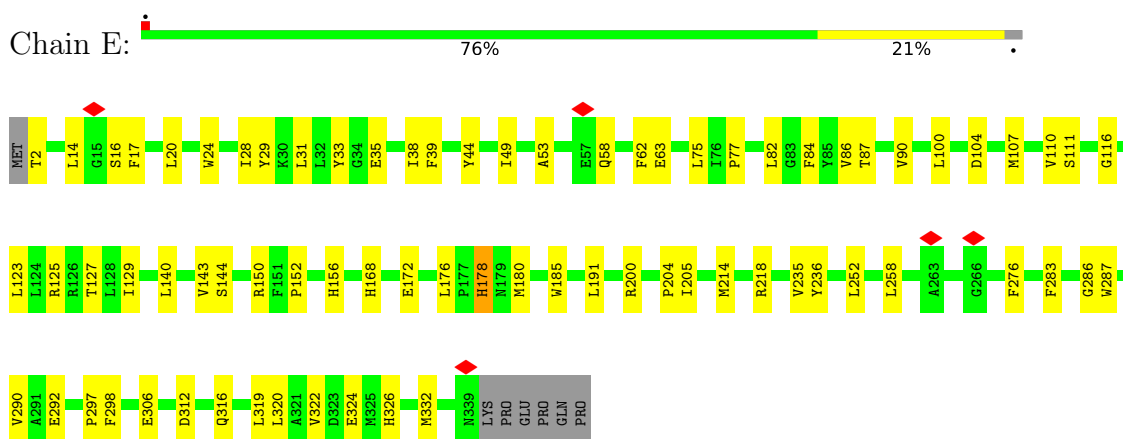 Chain E:
76% 21%
MET T2 L14 G15 S16 F17 L20 W24 I28 Y29 K30 L31 L32 Y33 G34 E35 I38 F39 Y44 I49 A53 E57 Q58 F62 E63 L75 I76 P77 L82 G83 F84 Y85 V86 T87 V90 L100 D104 M107 V110 S111 G116
L123 L124 R125 R126 T127 L128 I129 L140 V143 S144 R150 F151 P152 H156 H168 E172 L176 P177 H178 N179 M180 W185 L191 R200 P204 I205 M214 R218 V235 Y236 L252 L258 A263 G266 F276 F283 G286 W287
V290 A291 E292 P297 F298 E306 D312 Q316 L319 L320 A321 V322 D323 E324 M325 H326 M332 N339 LYS PRO GLU PRO GLN PRO